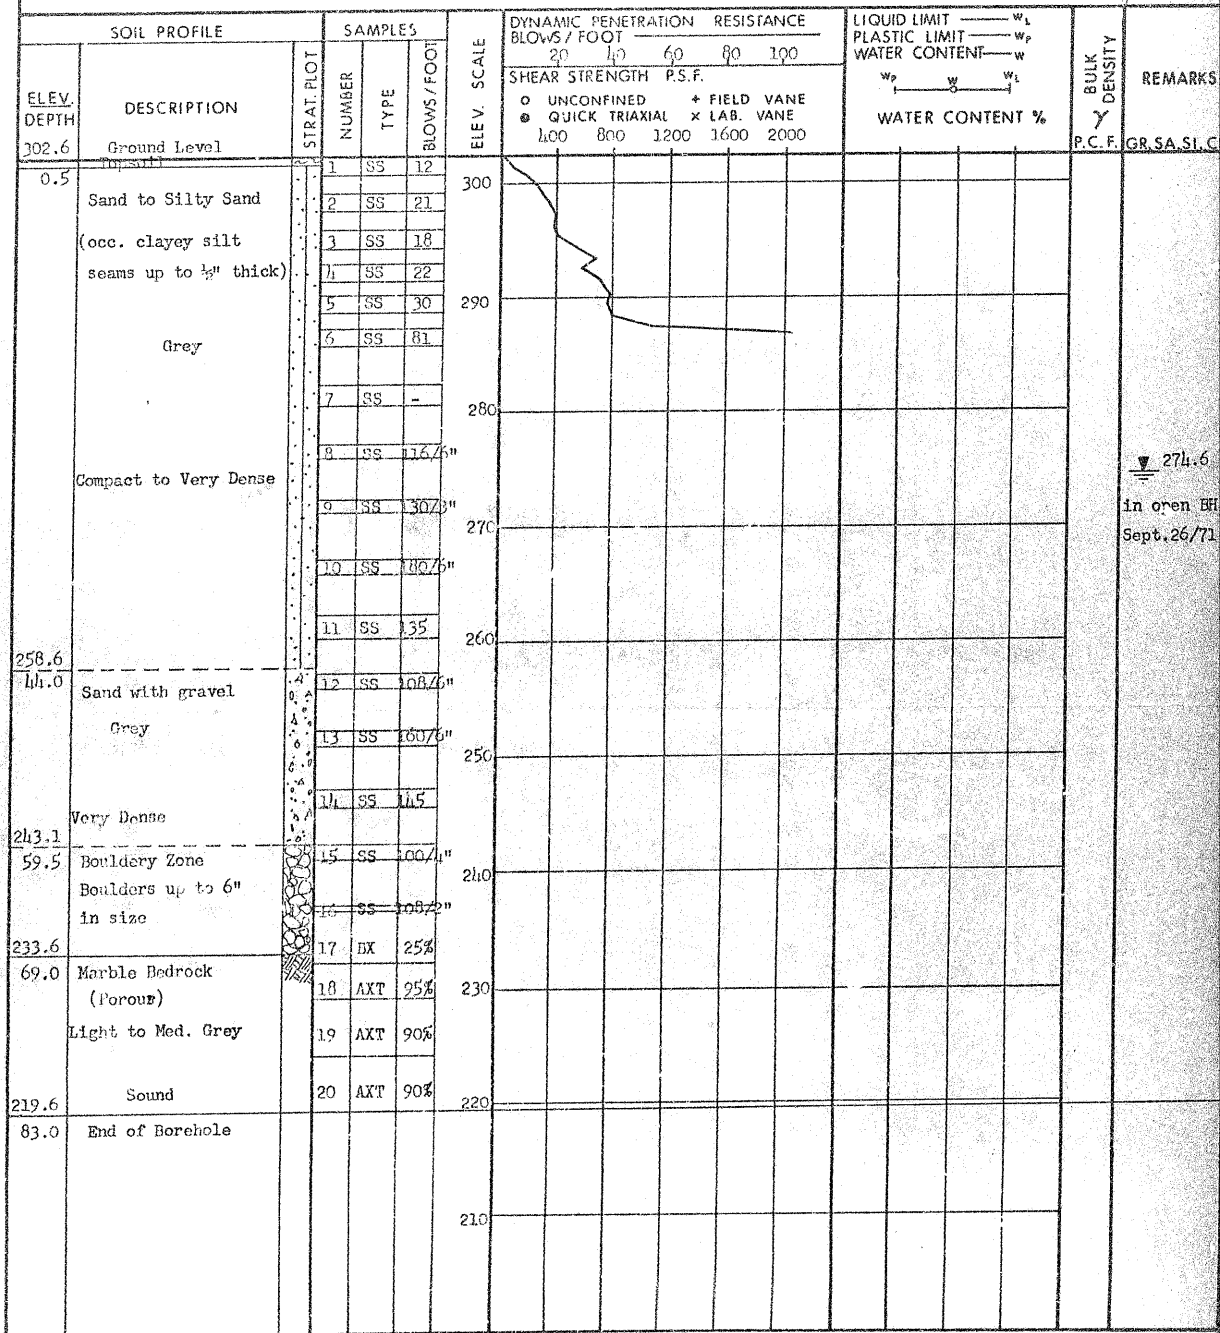 SOIL PROFILE
SAMPLES
ELEV. SCALE
DYNAMIC PENETRATION RESISTANCE
BLOWS / FOOT
20 40 60 80 100
SHEAR STRENGTH P.S.F.
○ UNCONFINED + FIELD VANE
QUICK TRIAXIAL × LAB. VANE
400 800 1200 1600 2000
LIQUID LIMIT — wL
PLASTIC LIMIT — wP
WATER CONTENT — w
wP w wL
WATER CONTENT %
BULK DENSITY
γ
P.C.F.
REMARKS
GR, SA, SI, C
ELEV.
DEPTH
DESCRIPTION
STRAT. PLOT
NUMBER
TYPE
BLOWS / FOOT
302.6 Ground Level
Topsoil
0.5
1 SS 12
300
Sand to Silty Sand
2 SS 21
(occ. clayey silt
3 SS 18
seams up to ½" thick)
4 SS 22
5 SS 30
290
Grey
6 SS 81
7 SS -
280
8 SS 116/6"
274.6
Compact to Very Dense
9 SS 130/3"
in open BH
270
Sept.26/71
10 SS 180/6"
11 SS 135
260
258.6
44.0
Sand with gravel
12 SS 108/6"
Grey
13 SS 160/6"
250
14 SS 145
Very Dense
243.1
59.5 Bouldery Zone
15 SS 100/4"
Boulders up to 6"
240
in size
16 SS 108/2"
233.6
17 BX 25%
69.0 Marble Bedrock
(Porous)
18 AXT 95%
230
Light to Med. Grey
19 AXT 90%
Sound
20 AXT 90%
219.6
220
83.0 End of Borehole
210